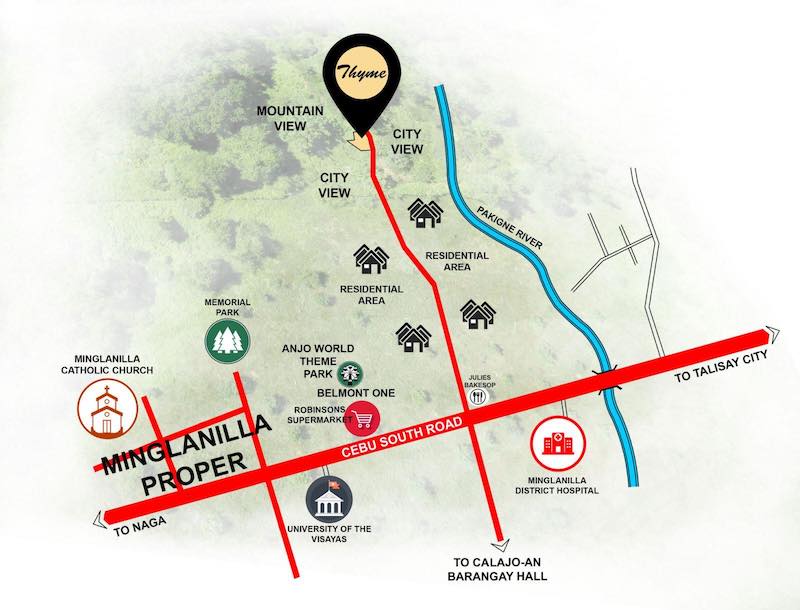 Thyme
MOUNTAIN
VIEW
CITY
VIEW
CITY
VIEW
PAKIGNE RIVER
RESIDENTIAL
AREA
RESIDENTIAL
AREA
MEMORIAL
PARK
MINGLANILLA
CATHOLIC CHURCH
ANJO WORLD
THEME
PARK
BELMONT ONE
JULIES
BAKESOP
TO TALISAY CITY
ROBINSONS
SUPERMARKET
CEBU SOUTH ROAD
MINGLANILLA
PROPER
MINGLANILLA
DISTRICT HOSPITAL
TO NAGA
UNIVERSITY OF THE
VISAYAS
TO CALAJO-AN
BARANGAY HALL